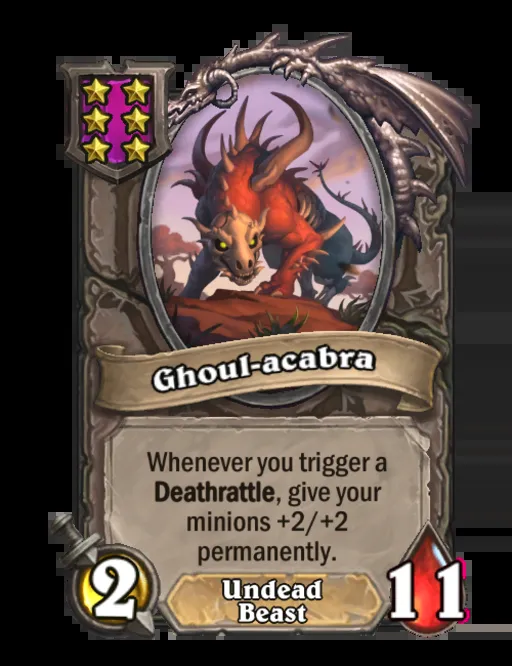 Ghoul-acabra
Whenever you trigger a
Deathrattle, give your
minions +2/+2
permanently.
2
Undead
Beast
11